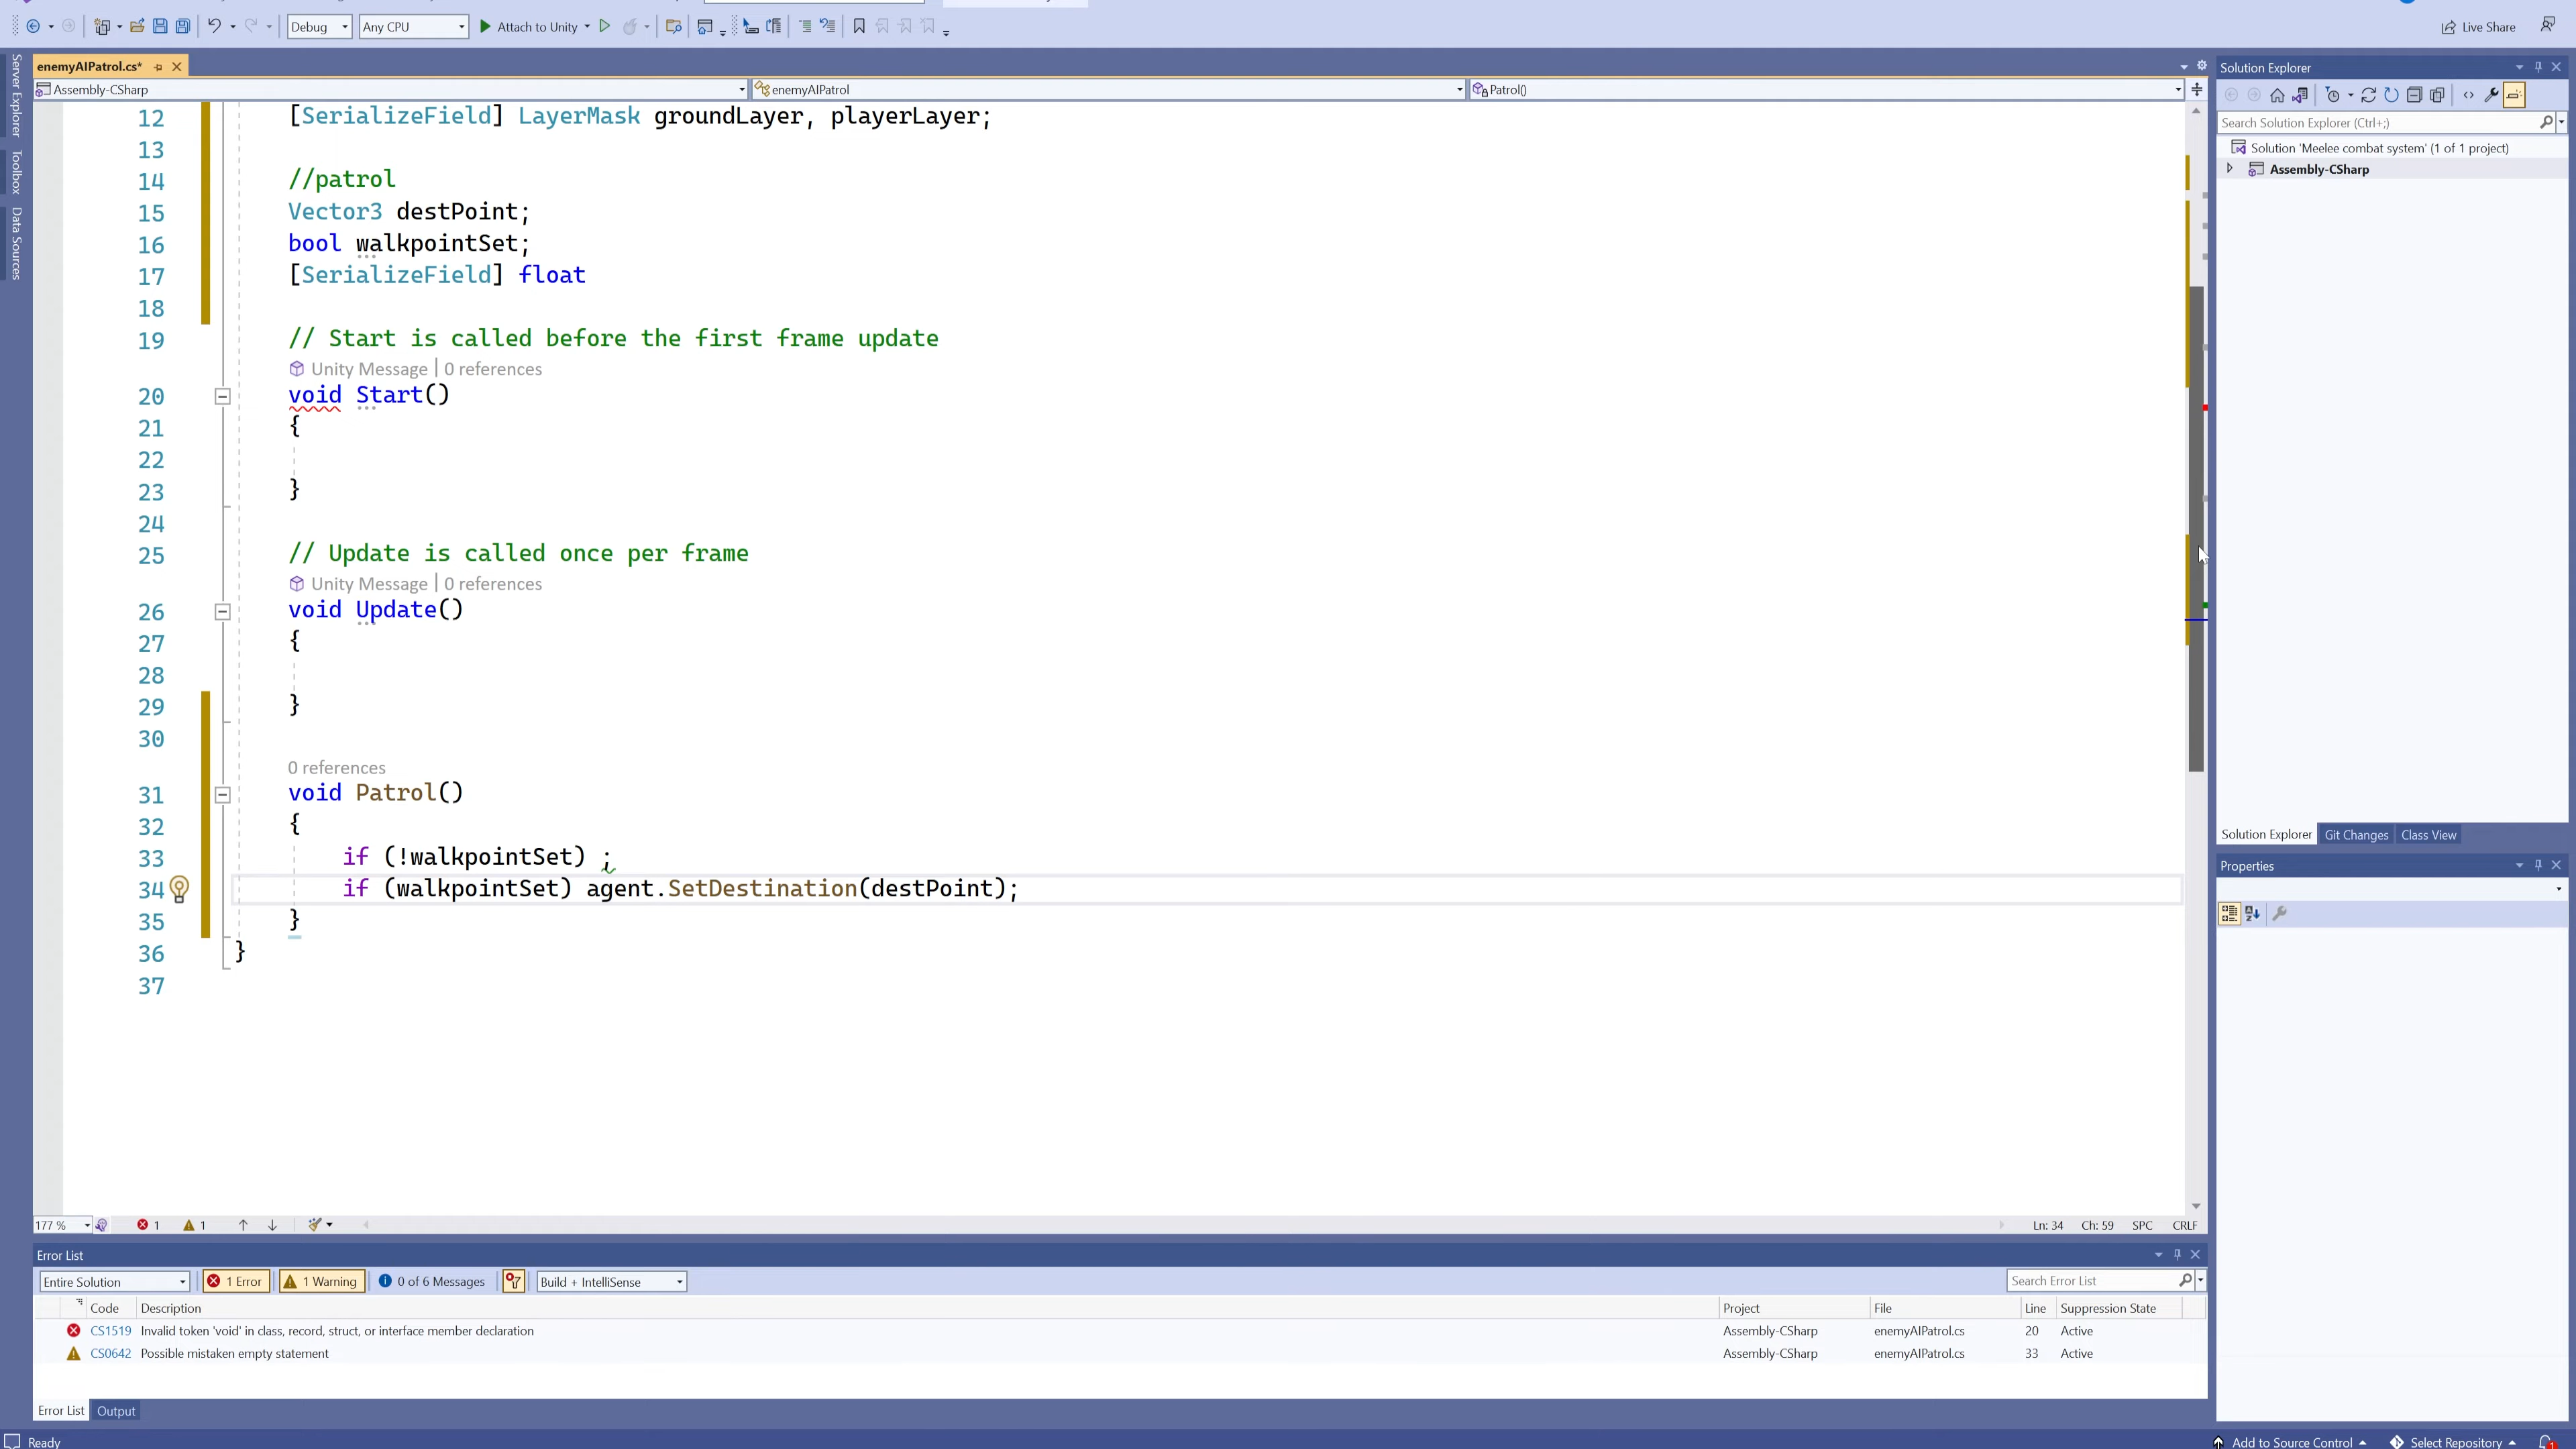 Debug Any CPU Attach to Unity Live Share
Server Explorer
Toolbox
Data Sources
enemyAIPatrol.cs*
Assembly-CSharp enemyAIPatrol Patrol()
12 [SerializeField] LayerMask groundLayer, playerLayer;
13
14 //patrol
15 Vector3 destPoint;
16 bool walkpointSet;
17 [SerializeField] float
18
19 // Start is called before the first frame update
Unity Message | 0 references
20 void Start()
21 {
22
23 }
24
25 // Update is called once per frame
Unity Message | 0 references
26 void Update()
27 {
28
29 }
30
0 references
31 void Patrol()
32 {
33 if (!walkpointSet) ;
34 if (walkpointSet) agent.SetDestination(destPoint);
35 }
36 }
37
177 % 1 1 Ln: 34 Ch: 59 SPC CRLF
Error List
Entire Solution 1 Error 1 Warning 0 of 6 Messages Build + IntelliSense Search Error List
Code Description Project File Line Suppression State
CS1519 Invalid token 'void' in class, record, struct, or interface member declaration Assembly-CSharp enemyAIPatrol.cs 20 Active
CS0642 Possible mistaken empty statement Assembly-CSharp enemyAIPatrol.cs 33 Active
Error List Output
Ready
Solution Explorer
Search Solution Explorer (Ctrl+;)
Solution 'Meelee combat system' (1 of 1 project)
Assembly-CSharp
Solution Explorer Git Changes Class View
Properties
Add to Source Control Select Repository 1